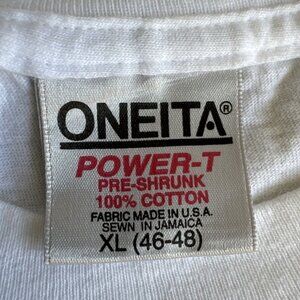 ONEITA®
POWER-T
PRE-SHRUNK
100% COTTON
FABRIC MADE IN U.S.A.
SEWN IN JAMAICA
XL (46-48)